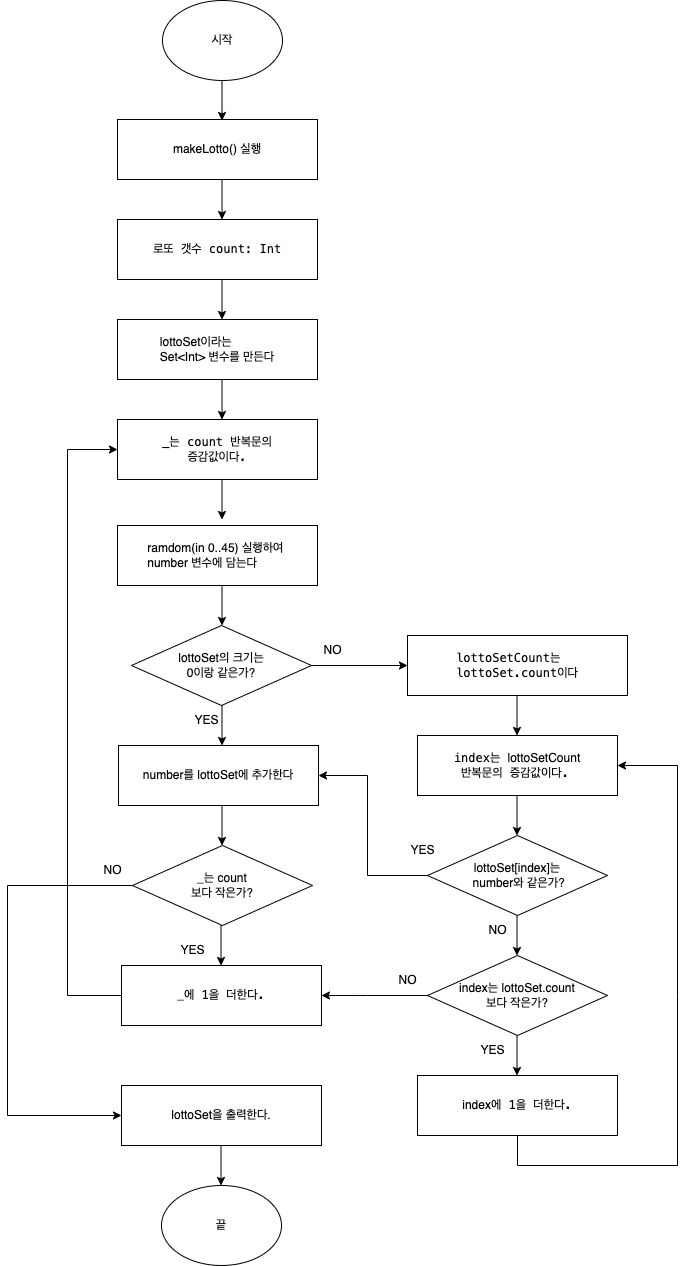 시작
makeLotto() 실행
로또 갯수 count: Int
lottoSet이라는
Set<Int> 변수를 만든다
_는 count 반복문의
증감값이다.
ramdom(in 0..45) 실행하여
number 변수에 담는다
lottoSet의 크기는
0이랑 같은가?
NO
lottoSetCount는
lottoSet.count이다
YES
number를 lottoSet에 추가한다
index는 lottoSetCount
반복문의 증감값이다.
YES
lottoSet[index]는
number와 같은가?
NO
_는 count
보다 작은가?
NO
YES
index는 lottoSet.count
보다 작은가?
NO
_에 1을 더한다.
YES
index에 1을 더한다.
lottoSet을 출력한다.
끝